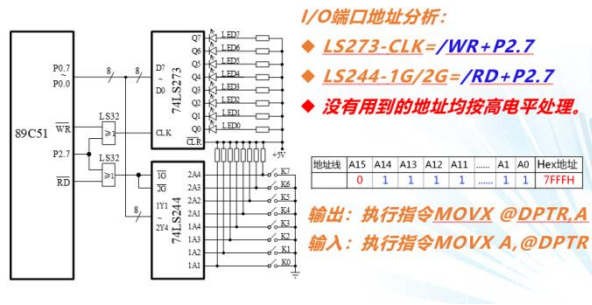 I/O端口地址分析：
◆ LS273-CLK=/WR+P2.7
◆ LS244-1G/2G=/RD+P2.7
◆ 没有用到的地址均按高电平处理。
地址线 A15 A14 A13 A12 A11 …… A1 A0 Hex地址
0 1 1 1 1 …… 1 1 7FFFH
输出：执行指令MOVX @DPTR,A
输入：执行指令MOVX A,@DPTR
89C51
P0.7
~
P0.0
WR
P2.7
RD
8
8
LS32
≥1
LS32
≥1
8
D7
~
D0
CLK
74LS273
Q7
Q6
Q5
Q4
Q3
Q2
Q1
Q0
CLR
LED7
LED6
LED5
LED4
LED3
LED2
LED1
LED0
+5V
1G
2G
1Y1
~
2Y4
74LS244
2A4
2A3
2A2
2A1
1A4
1A3
1A2
1A1
K7
K6
K5
K4
K3
K2
K1
K0